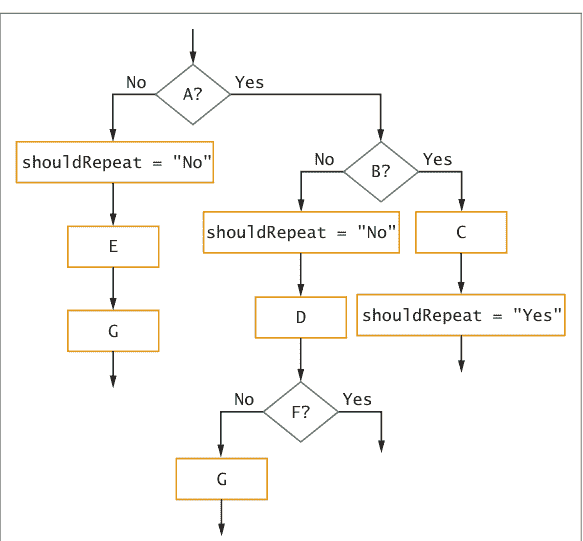 No
Yes
A?
shouldRepeat = "No"
No
Yes
B?
E
shouldRepeat = "No"
C
G
D
shouldRepeat = "Yes"
No
Yes
F?
G